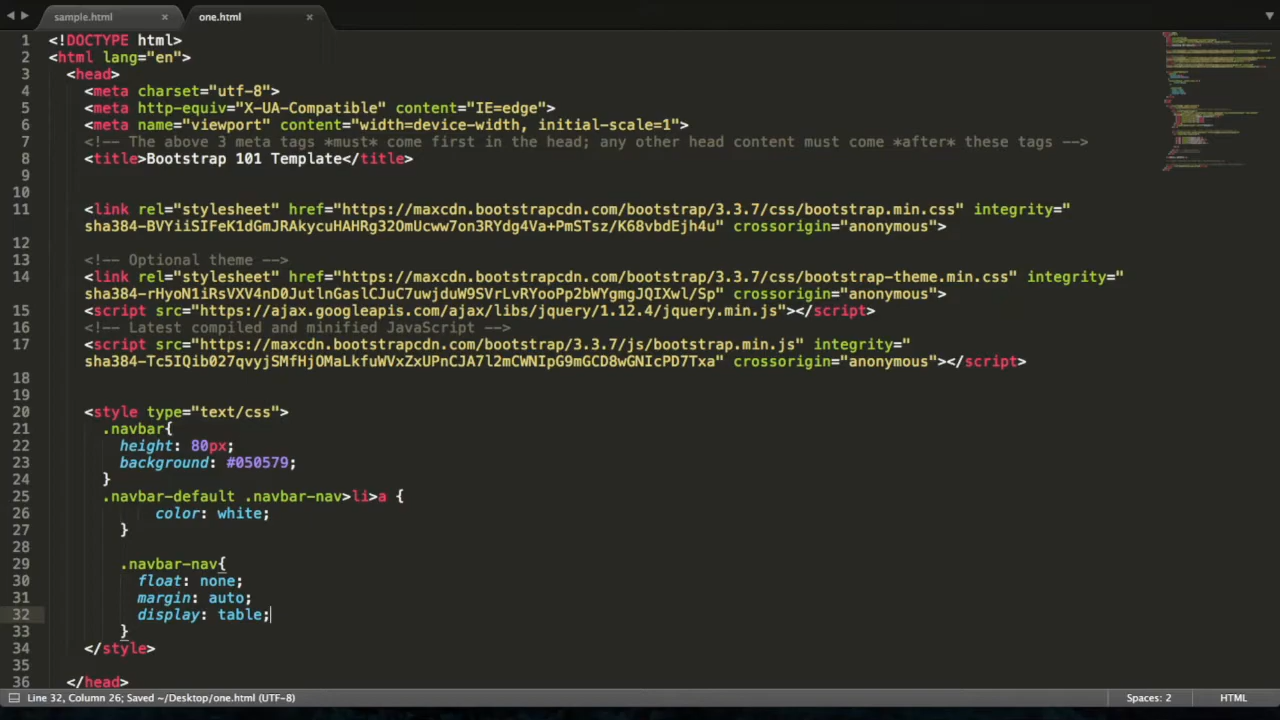 sample.html × one.html ×
1 <!DOCTYPE html>
2 <html lang="en">
3 <head>
4 <meta charset="utf-8">
5 <meta http-equiv="X-UA-Compatible" content="IE=edge">
6 <meta name="viewport" content="width=device-width, initial-scale=1">
7 <!-- The above 3 meta tags *must* come first in the head; any other head content must come *after* these tags -->
8 <title>Bootstrap 101 Template</title>
9
10
11 <link rel="stylesheet" href="https://maxcdn.bootstrapcdn.com/bootstrap/3.3.7/css/bootstrap.min.css" integrity="
sha384-BVYiiSIFeK1dGmJRAkycuHAHRg32OmUcww7on3RYdg4Va+PmSTsz/K68vbdEjh4u" crossorigin="anonymous">
12
13 <!-- Optional theme -->
14 <link rel="stylesheet" href="https://maxcdn.bootstrapcdn.com/bootstrap/3.3.7/css/bootstrap-theme.min.css" integrity="
sha384-rHyoN1iRsVXV4nD0JutlnGaslCJuC7uwjduW9SVrLvRYooPp2bWYgmgJQIXwl/Sp" crossorigin="anonymous">
15 <script src="https://ajax.googleapis.com/ajax/libs/jquery/1.12.4/jquery.min.js"></script>
16 <!-- Latest compiled and minified JavaScript -->
17 <script src="https://maxcdn.bootstrapcdn.com/bootstrap/3.3.7/js/bootstrap.min.js" integrity="
sha384-Tc5IQib027qvyjSMfHjOMaLkfuWVxZxUPnCJA7l2mCWNIpG9mGCD8wGNIcPD7Txa" crossorigin="anonymous"></script>
18
19
20 <style type="text/css">
21 .navbar{
22 height: 80px;
23 background: #050579;
24 }
25 .navbar-default .navbar-nav>li>a {
26 color: white;
27 }
28
29 .navbar-nav{
30 float: none;
31 margin: auto;
32 display: table;
33 }
34 </style>
35
36 </head>
Line 32, Column 26; Saved ~/Desktop/one.html (UTF-8) Spaces: 2 HTML